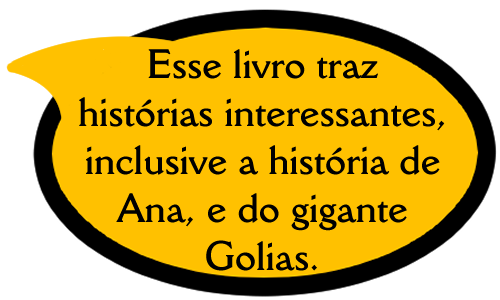 Esse livro traz
histórias interessantes,
inclusive a história de
Ana, e do gigante
Golias.